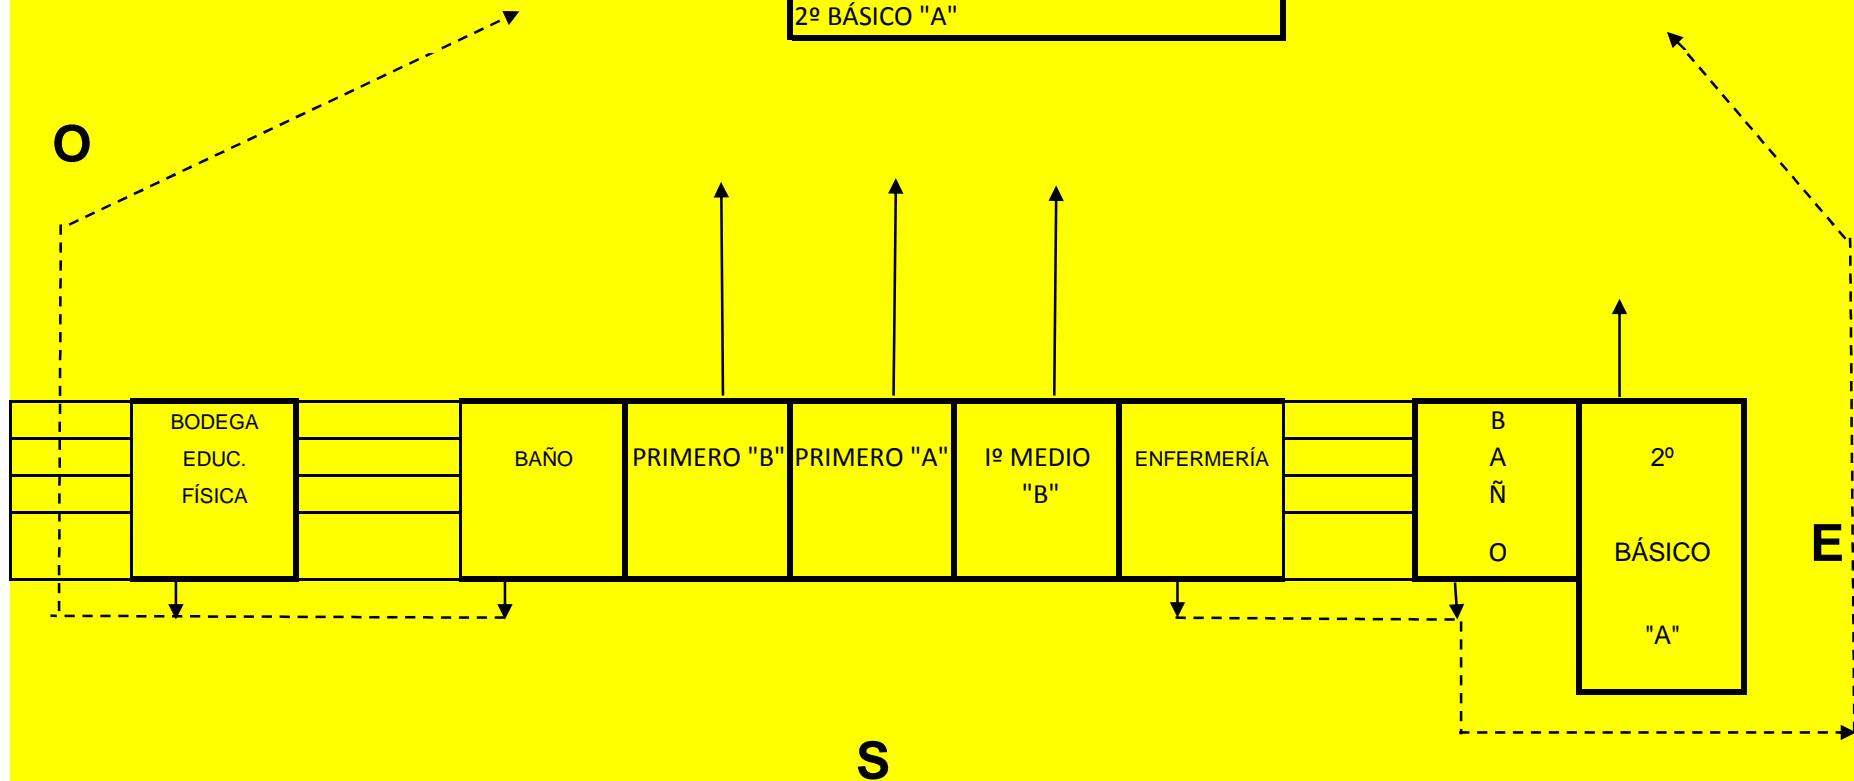 2º BÁSICO "A"
O
BODEGA
EDUC.
FÍSICA
BAÑO
PRIMERO "B"
PRIMERO "A"
Iº MEDIO
"B"
ENFERMERÍA
B
A
Ñ
O
2º
BÁSICO
"A"
E
S